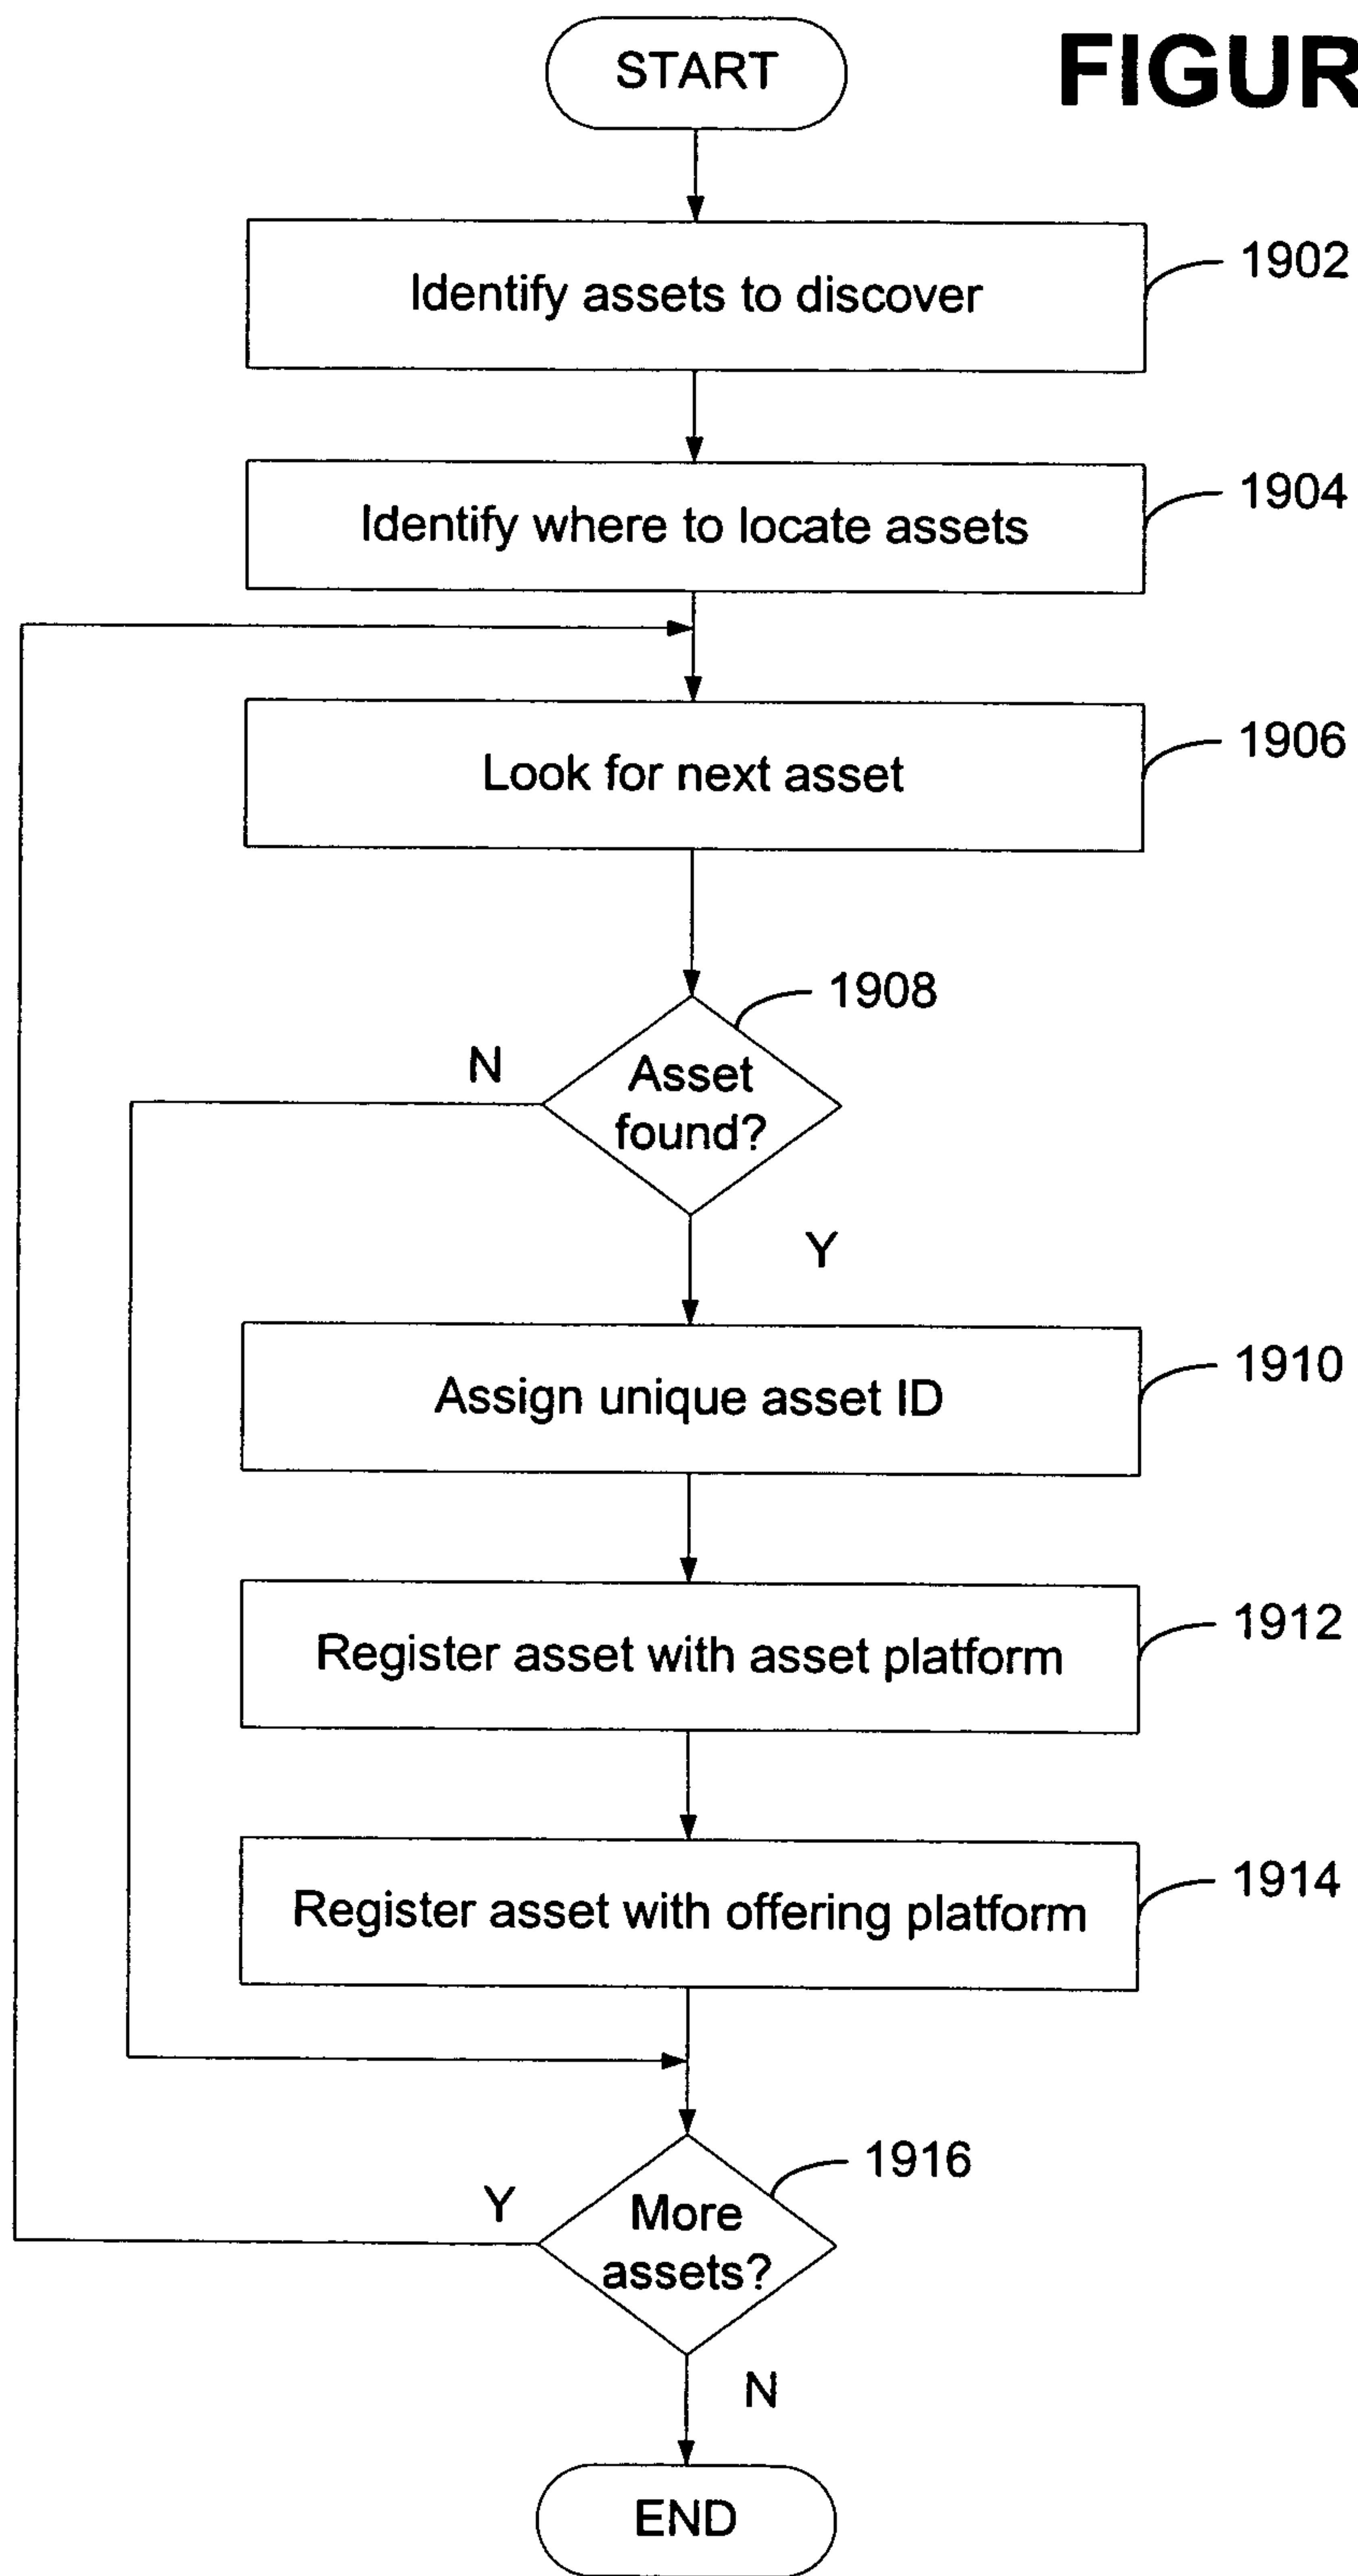 START
FIGUR
Identify assets to discover
1902
Identify where to locate assets
1904
Look for next asset
1906
1908
N
Asset
found?
Y
Assign unique asset ID
1910
Register asset with asset platform
1912
Register asset with offering platform
1914
1916
Y
More
assets?
N
END